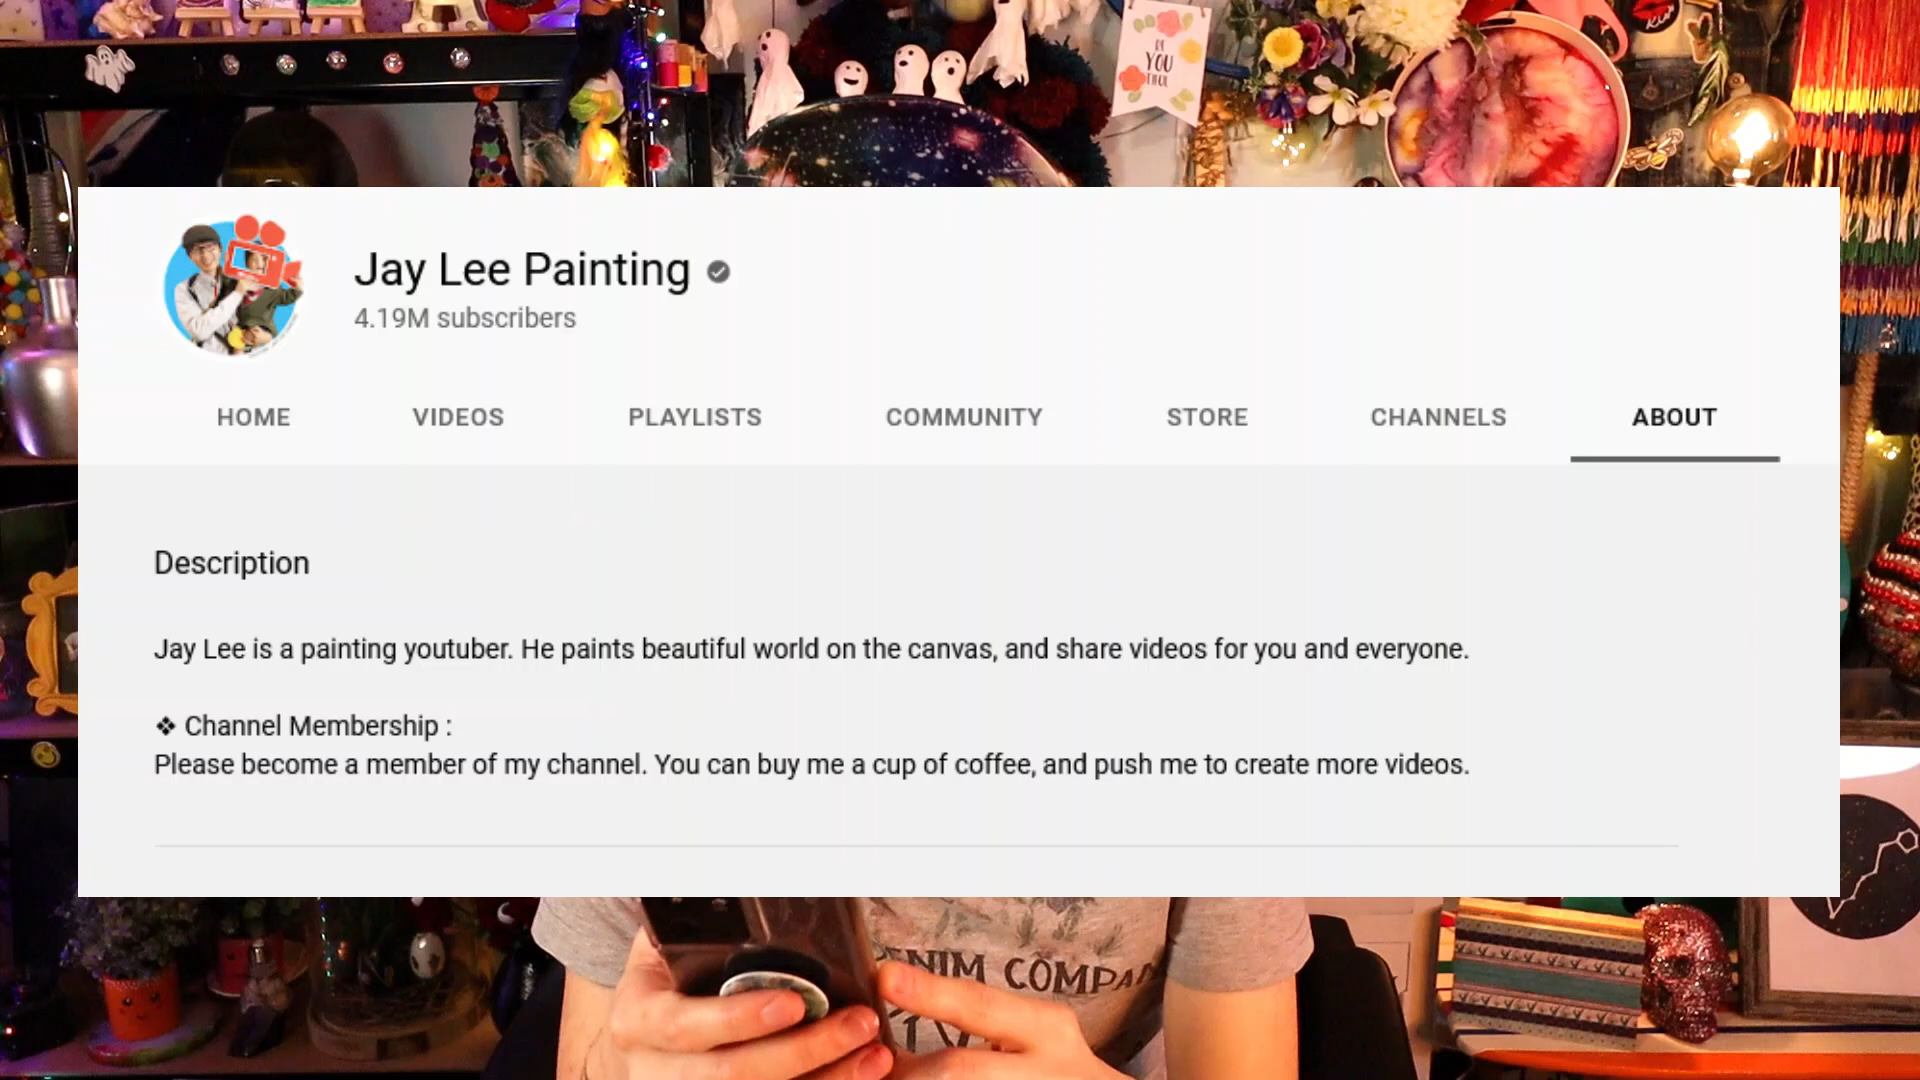 BE
YOU
TIFUL
Jay Lee Painting
4.19M subscribers
HOME VIDEOS PLAYLISTS COMMUNITY STORE CHANNELS ABOUT
Description
Jay Lee is a painting youtuber. He paints beautiful world on the canvas, and share videos for you and everyone.
❖ Channel Membership :
Please become a member of my channel. You can buy me a cup of coffee, and push me to create more videos.
DENIM COMPA